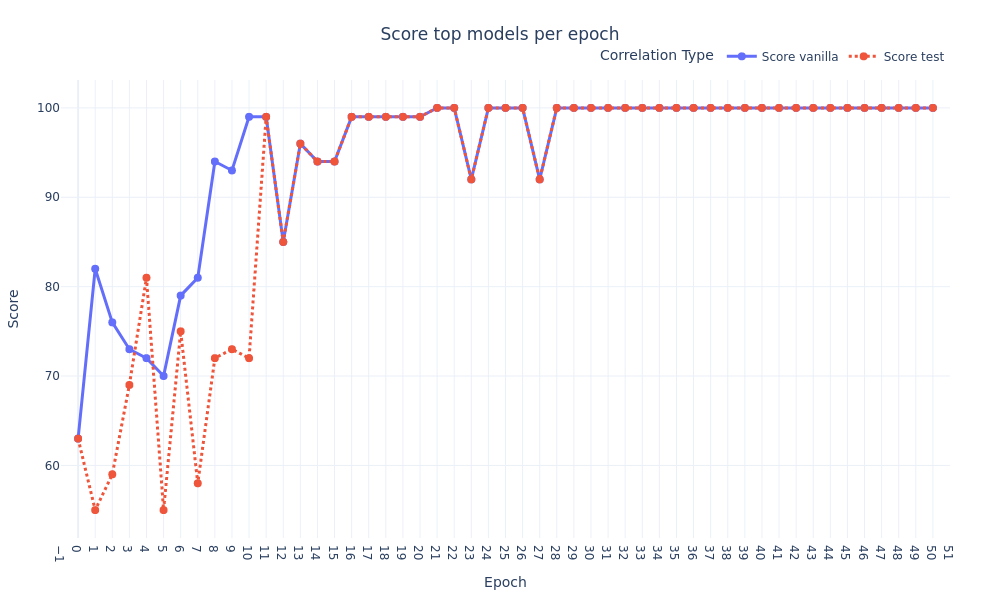 Score top models per epoch
Correlation Type Score vanilla Score test
100
90
80
70
60
Score
−1 0 1 2 3 4 5 6 7 8 9 10 11 12 13 14 15 16 17 18 19 20 21 22 23 24 25 26 27 28 29 30 31 32 33 34 35 36 37 38 39 40 41 42 43 44 45 46 47 48 49 50 51
Epoch